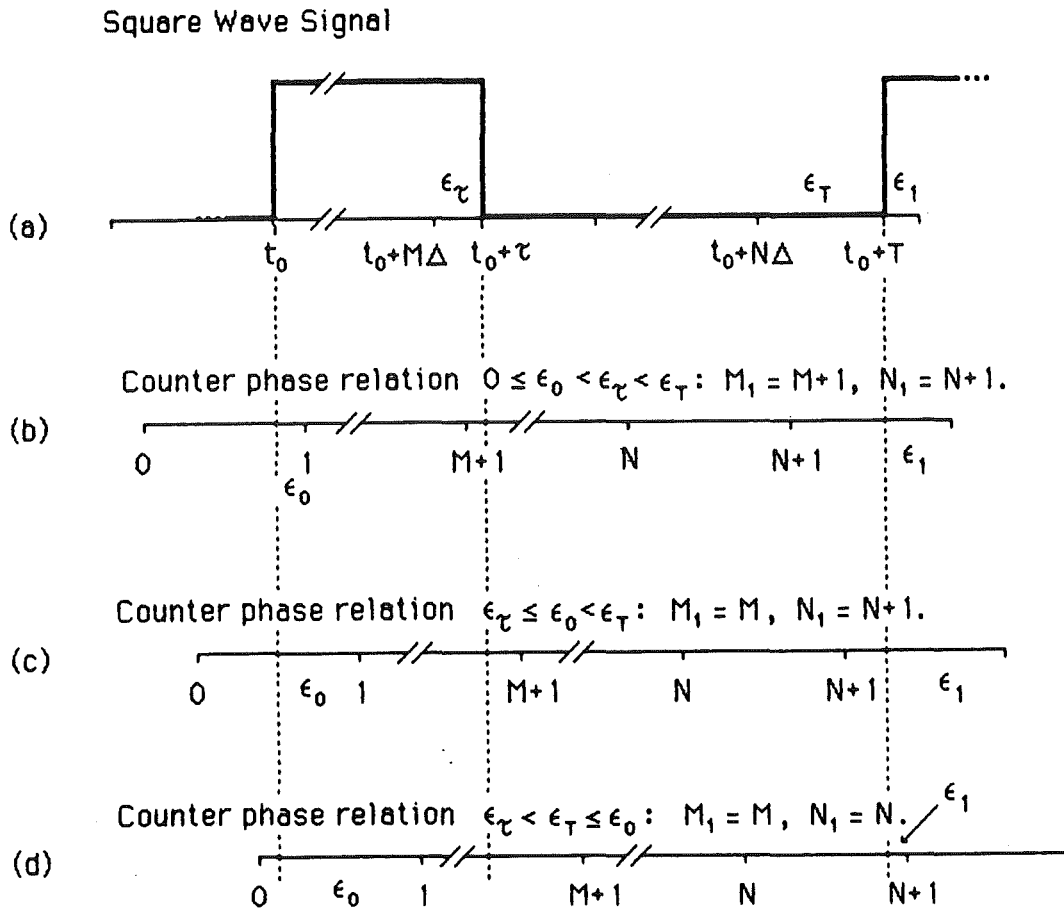 Square Wave Signal
ϵ_τ ϵ_T ϵ_1
(a)
t_0 t_0+MΔ t_0+τ t_0+NΔ t_0+T
Counter phase relation 0 ≤ ϵ_0 < ϵ_τ < ϵ_T: M_1 = M+1, N_1 = N+1.
(b)
0 1 M+1 N N+1 ϵ_1
ϵ_0
Counter phase relation ϵ_τ ≤ ϵ_0 < ϵ_T: M_1 = M, N_1 = N+1.
(c)
0 ϵ_0 1 M+1 N N+1 ϵ_1
ϵ_1
Counter phase relation ϵ_τ < ϵ_T ≤ ϵ_0: M_1 = M, N_1 = N.
(d)
0 ϵ_0 1 M+1 N N+1